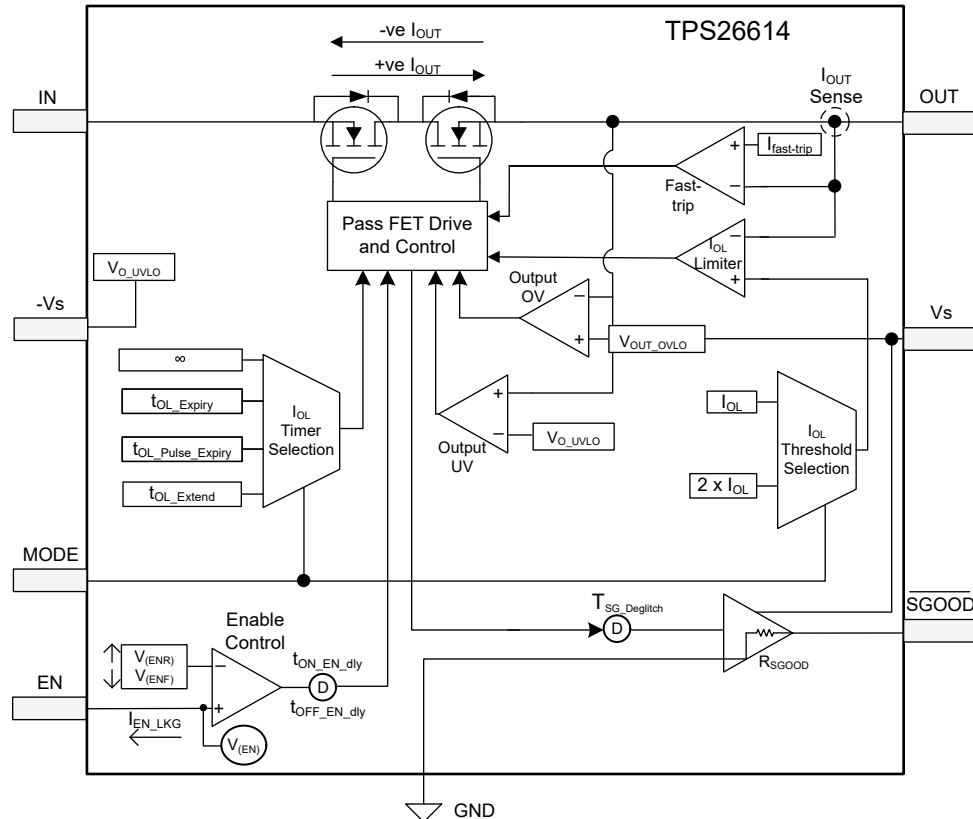 TPS26614
-ve IOUT
+ve IOUT
IOUT
Sense
IN
OUT
Ifast-trip
+
−
Fast-
trip
Pass FET Drive
and Control
−
IOL
Limiter
+
VO_UVLO
-Vs
Output
OV
−
+
VOUT_OVLO
Vs
∞
tOL_Expiry
tOL_Pulse_Expiry
tOL_Extend
IOL
Timer
Selection
+
−
Output
UV
VO_UVLO
IOL
2 x IOL
IOL
Threshold
Selection
MODE
SGOOD
TSG_Deglitch
D
RSGOOD
Enable
Control
V(ENR)
V(ENF)
−
+
tON_EN_dly
D
tOFF_EN_dly
EN
IEN_LKG
V(EN)
GND